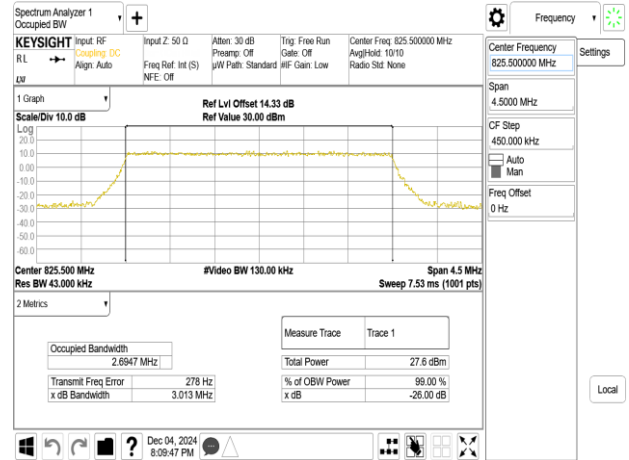 Spectrum Analyzer 1
Occupied BW
KEYSIGHT
RL
Input: RF
Coupling: DC
Align: Auto
Input Z: 50 Ω
Freq Ref: Int (S)
NFE: Off
Atten: 30 dB
Preamp: Off
µW Path: Standard
Trig: Free Run
Gate: Off
#IF Gain: Low
Center Freq: 825.500000 MHz
Avg|Hold: 10/10
Radio Std: None
1 Graph
Scale/Div 10.0 dB
Ref Lvl Offset 14.33 dB
Ref Value 30.00 dBm
Log
20.0
10.0
0.00
-10.0
-20.0
-30.0
-40.0
-50.0
-60.0
Center 825.500 MHz
Res BW 43.000 kHz
#Video BW 130.00 kHz
Span 4.5 MHz
Sweep 7.53 ms (1001 pts)
2 Metrics
Occupied Bandwidth
2.6947 MHz
Transmit Freq Error 278 Hz
x dB Bandwidth 3.013 MHz
Measure Trace Trace 1
Total Power 27.6 dBm
% of OBW Power 99.00 %
x dB -26.00 dB
Dec 04, 2024
8:09:47 PM
Frequency
Center Frequency
825.500000 MHz
Settings
Span
4.5000 MHz
CF Step
450.000 kHz
Auto
Man
Freq Offset
0 Hz
Local